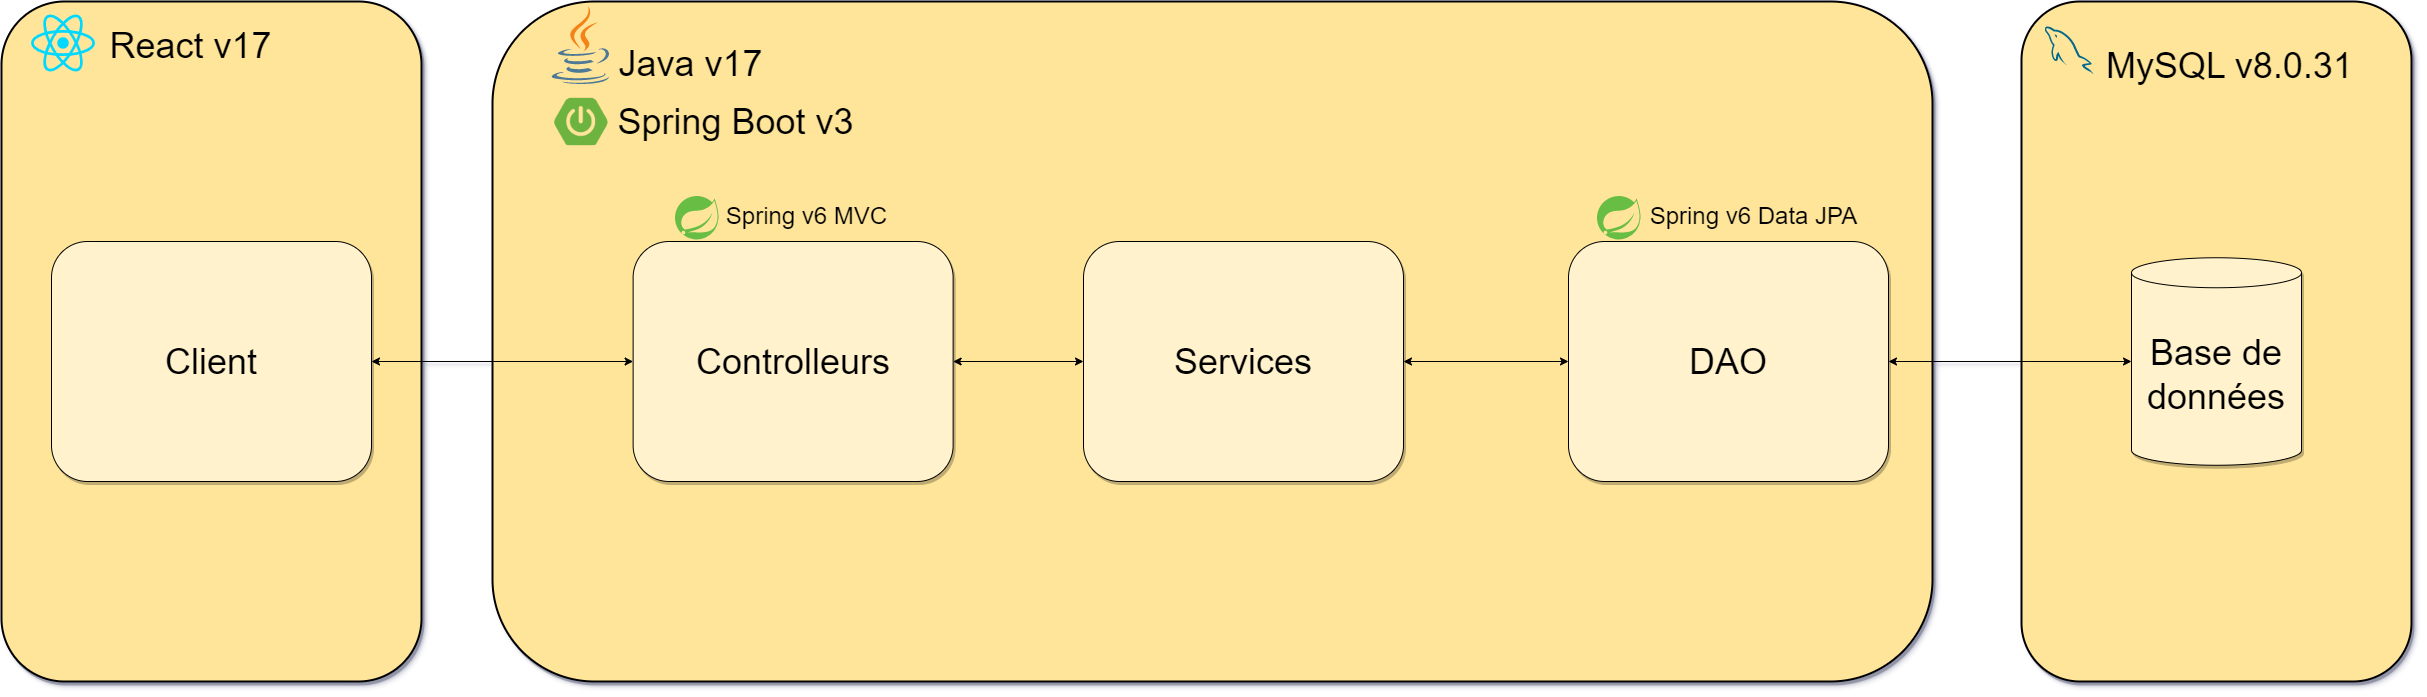 React v17
Java v17
Spring Boot v3
MySQL v8.0.31
Spring v6 MVC
Spring v6 Data JPA
Client
Controlleurs
Services
DAO
Base de
données